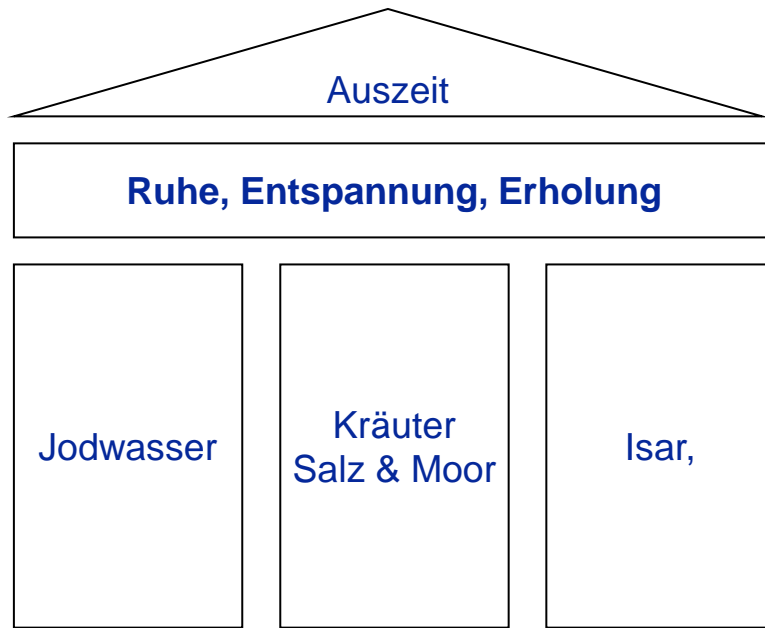 Auszeit
Ruhe, Entspannung, Erholung
Jodwasser
Kräuter
Salz & Moor
Isar,